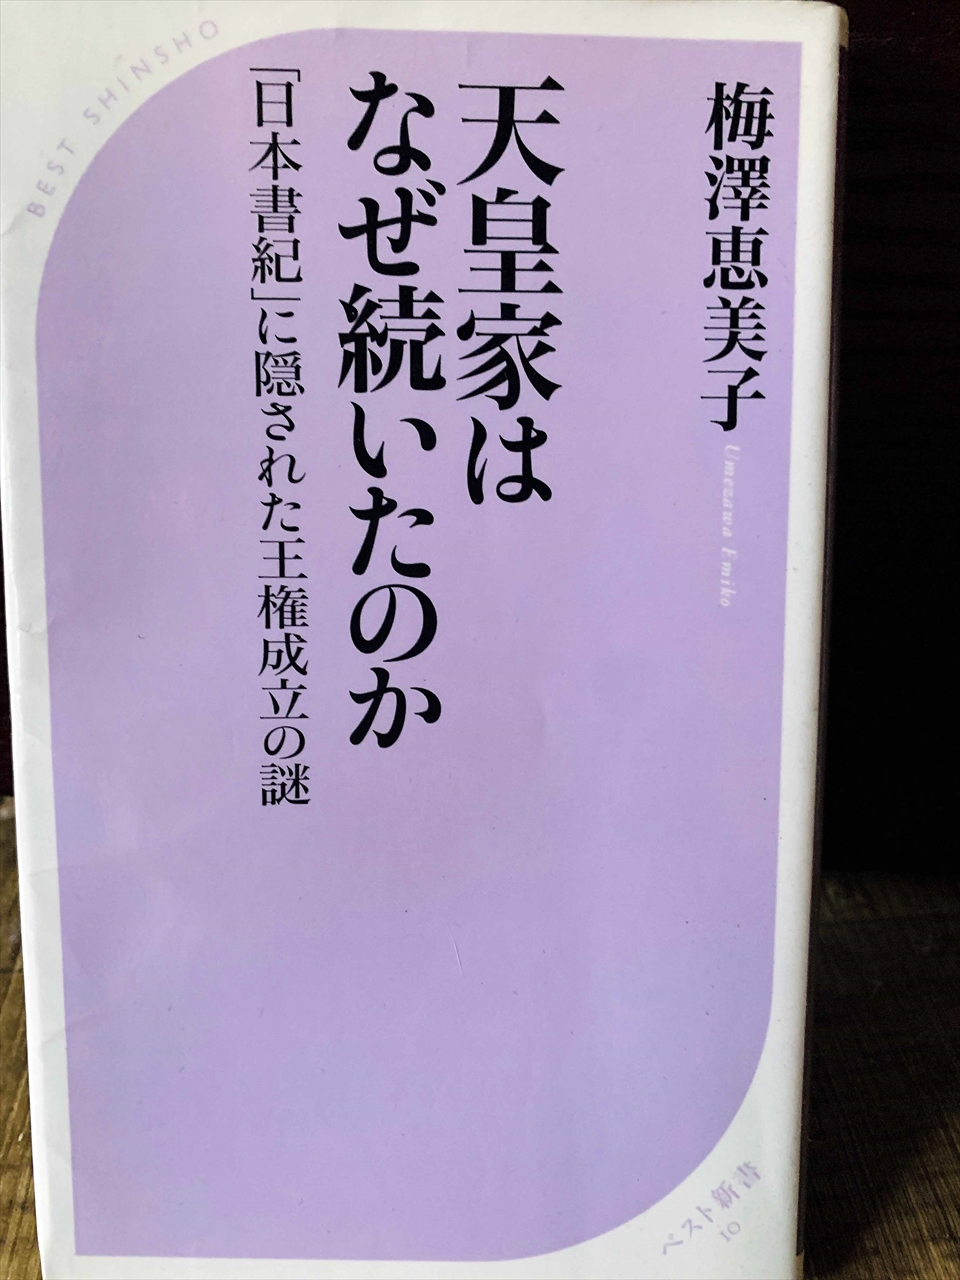 BEST SHINSHO
梅澤恵美子
Umezawa Emiko
天皇家は
なぜ続いたのか
「日本書紀」に隠された王権成立の謎
ベスト新書
10